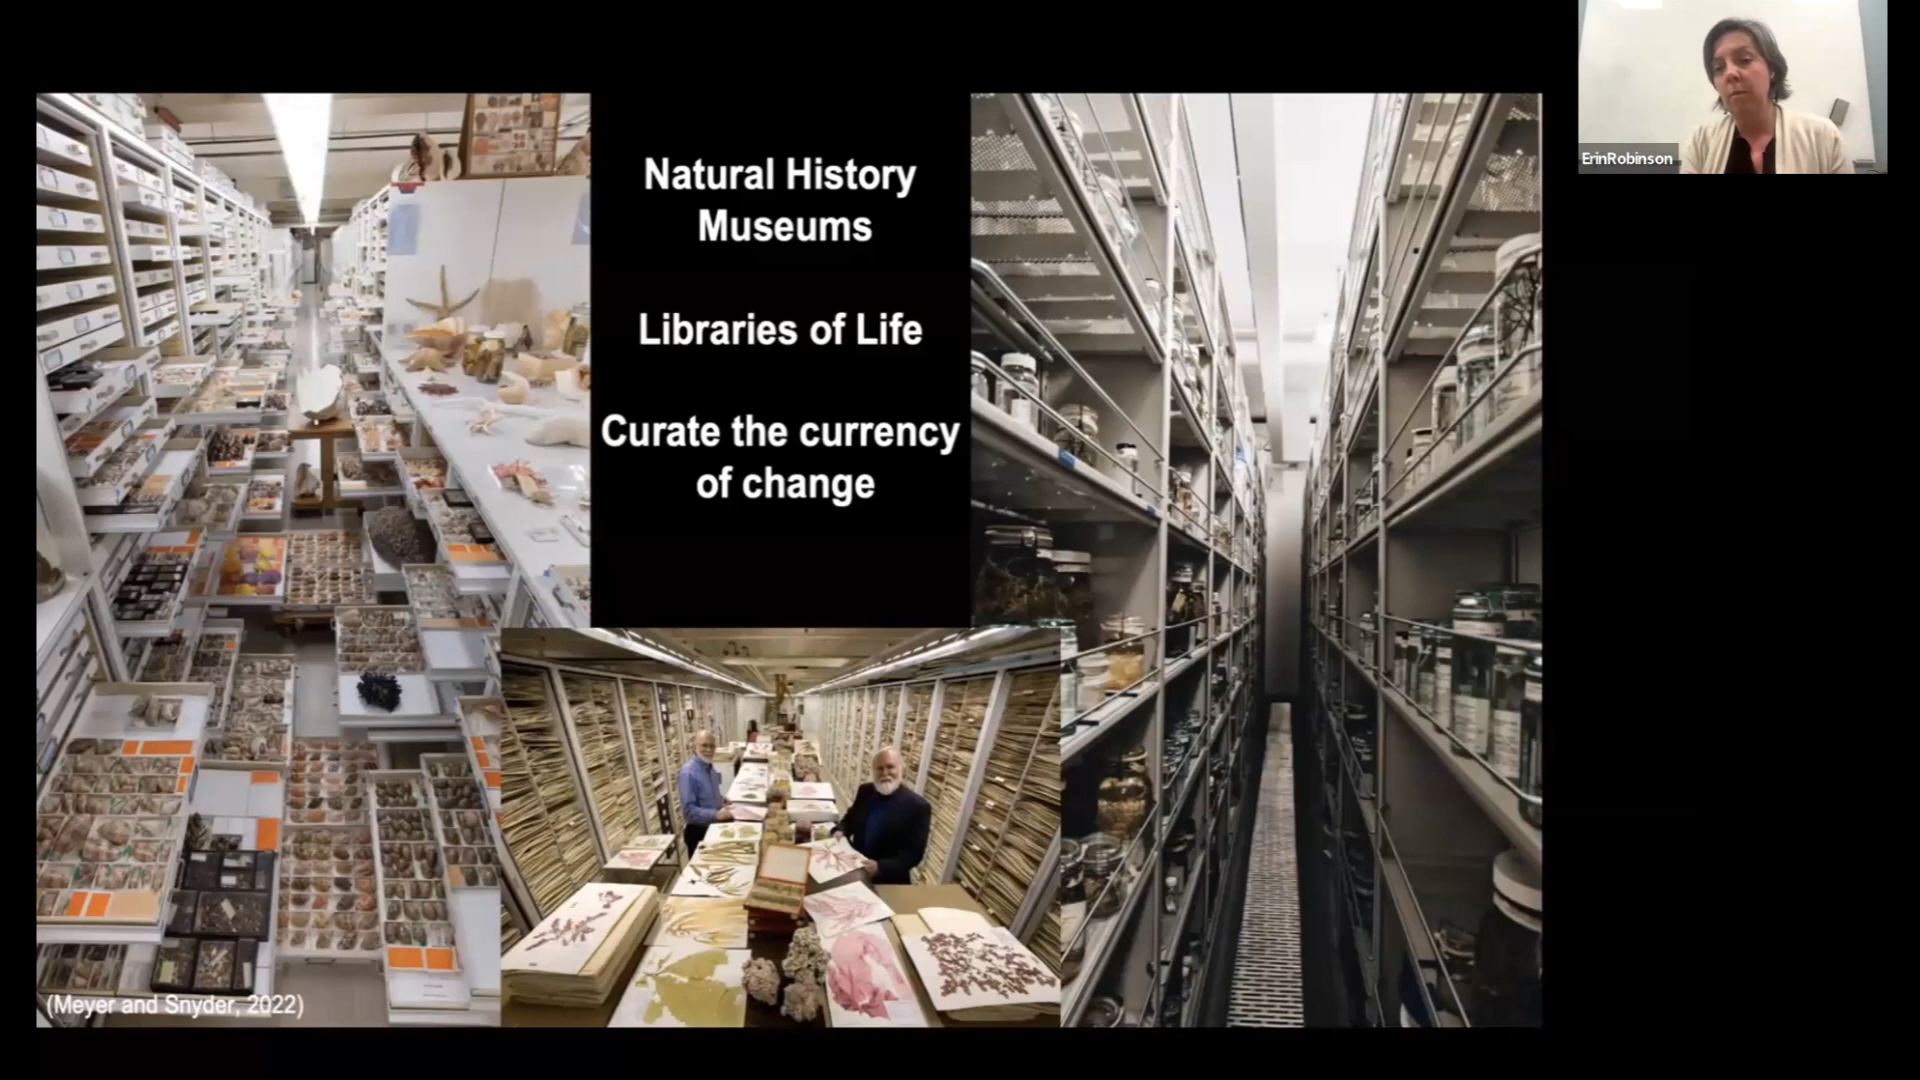 Natural History
Museums
Libraries of Life
Curate the currency
of change
(Meyer and Snyder, 2022)
ErinRobinson